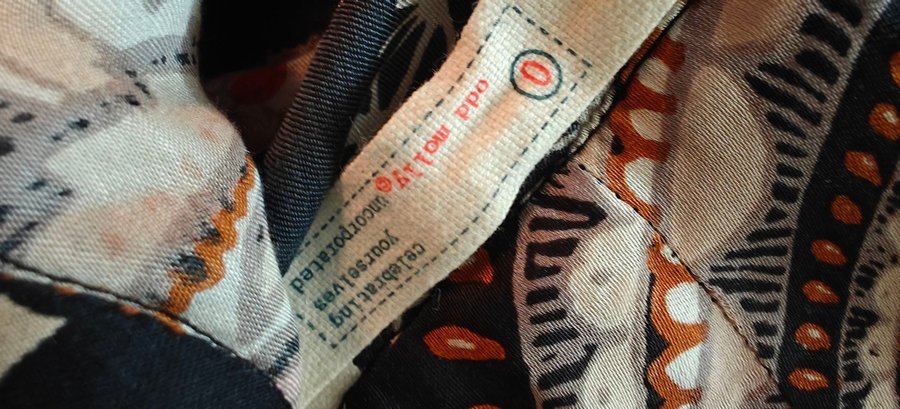 0
odd molly®
incorporated
yourselves
celebrating